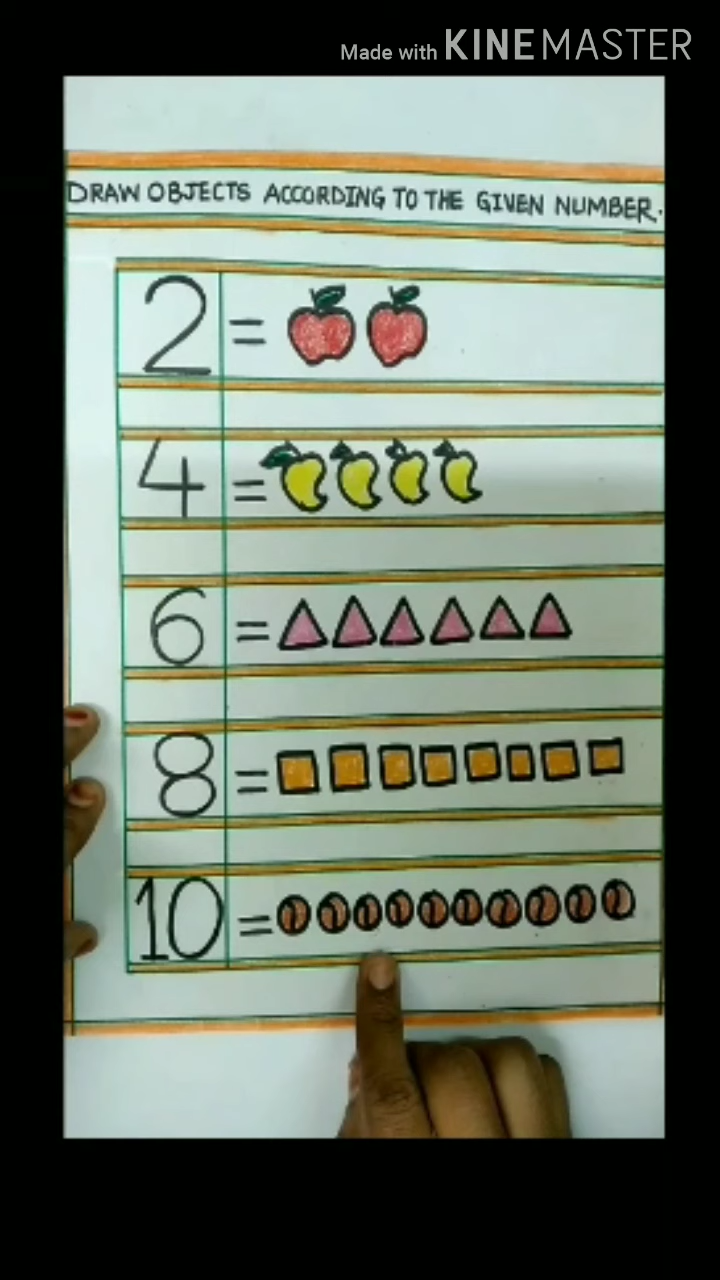 Made with KINEMASTER
DRAW OBJECTS ACCORDING TO THE GIVEN NUMBER.
2 =
4 =
6 =
8 =
10 =